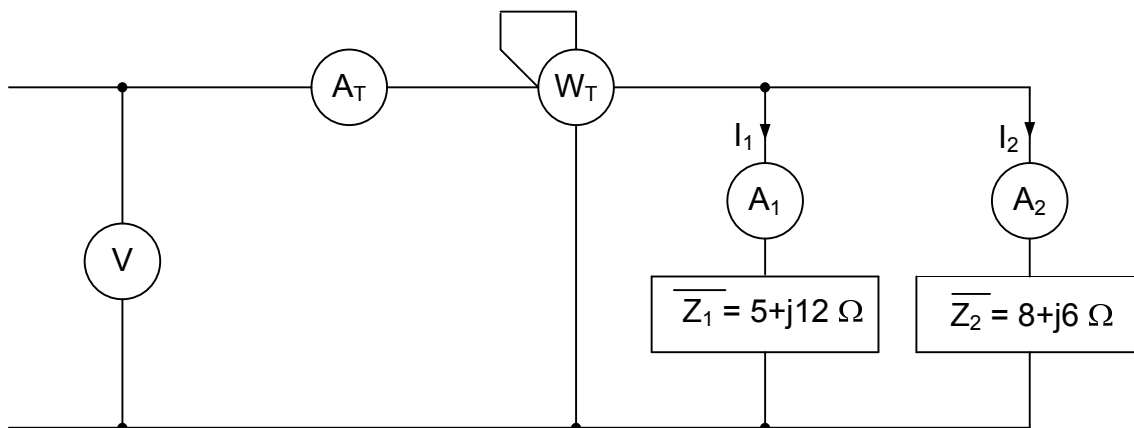 A_T
W_T
I_1
I_2
A_1
A_2
V
Z_1 = 5+j12 Ω
Z_2 = 8+j6 Ω